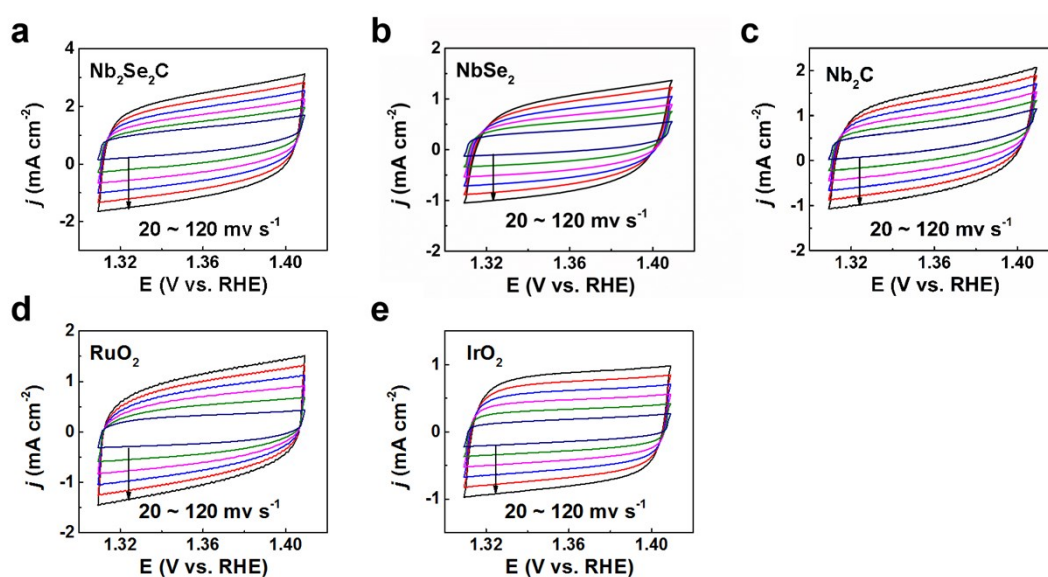 a
Nb₂Se₂C
4
2
0
-2
j (mA cm⁻²)
20 ~ 120 mv s⁻¹
1.32 1.36 1.40
E (V vs. RHE)
b
NbSe₂
2
1
0
-1
-2
j (mA cm⁻²)
20 ~ 120 mv s⁻¹
1.32 1.36 1.40
E (V vs. RHE)
c
Nb₂C
2
1
0
-1
-2
j (mA cm⁻²)
20 ~ 120 mv s⁻¹
1.32 1.36 1.40
E (V vs. RHE)
d
RuO₂
2
1
0
-1
-2
j (mA cm⁻²)
20 ~ 120 mv s⁻¹
1.32 1.36 1.40
E (V vs. RHE)
e
IrO₂
1
0
-1
j (mA cm⁻²)
20 ~ 120 mv s⁻¹
1.32 1.36 1.40
E (V vs. RHE)